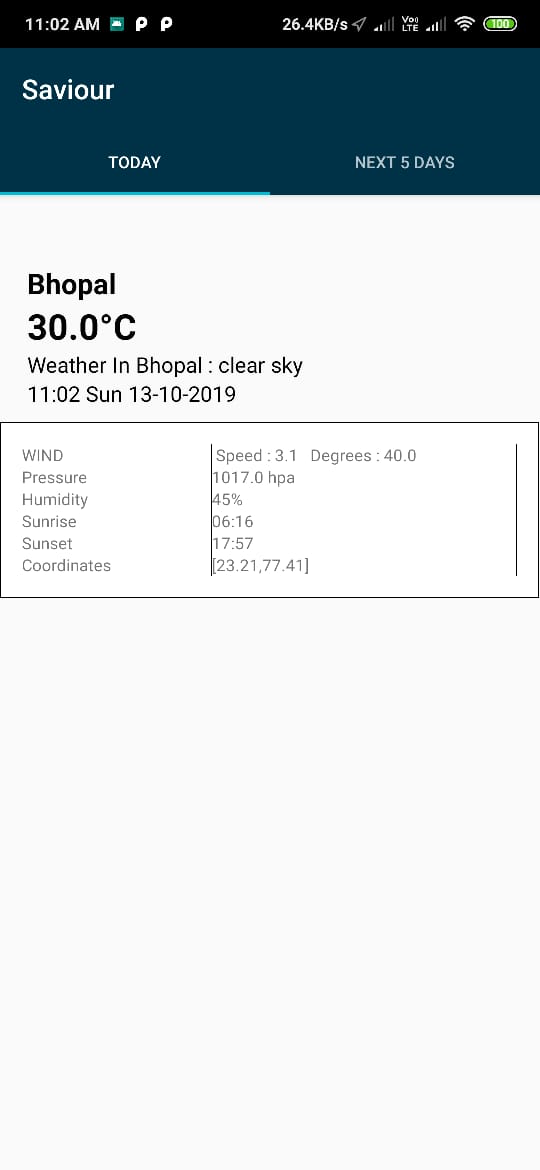 11:02 AM P P 26.4KB/s Voo LTE 100
Saviour
TODAY NEXT 5 DAYS
Bhopal
30.0°C
Weather In Bhopal : clear sky
11:02 Sun 13-10-2019
WIND Speed : 3.1 Degrees : 40.0
Pressure 1017.0 hpa
Humidity 45%
Sunrise 06:16
Sunset 17:57
Coordinates [23.21,77.41]